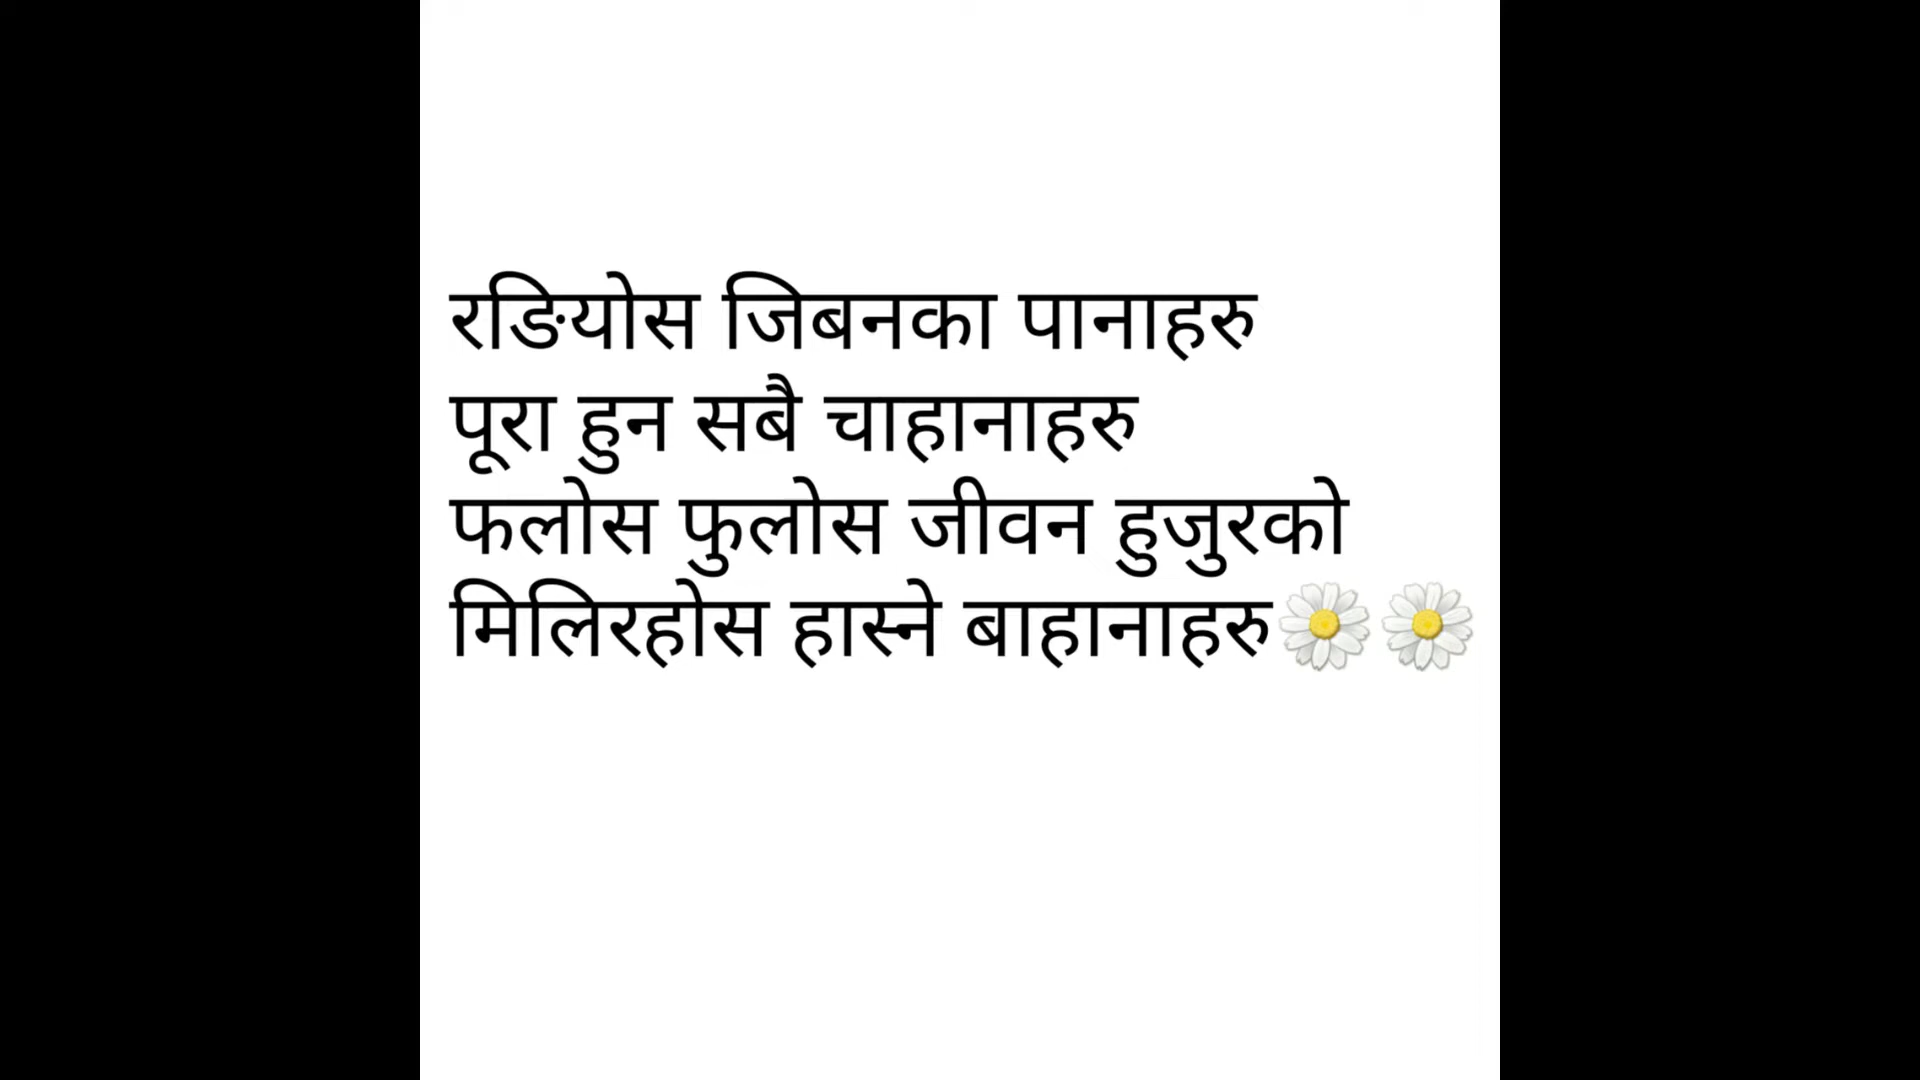 रङियोस जिबनका पानाहरु
पूरा हुन सबै चाहानाहरु
फलोस फुलोस जीवन हुजुरको
मिलिरहोस हास्ने बाहानाहरु🌼🌼